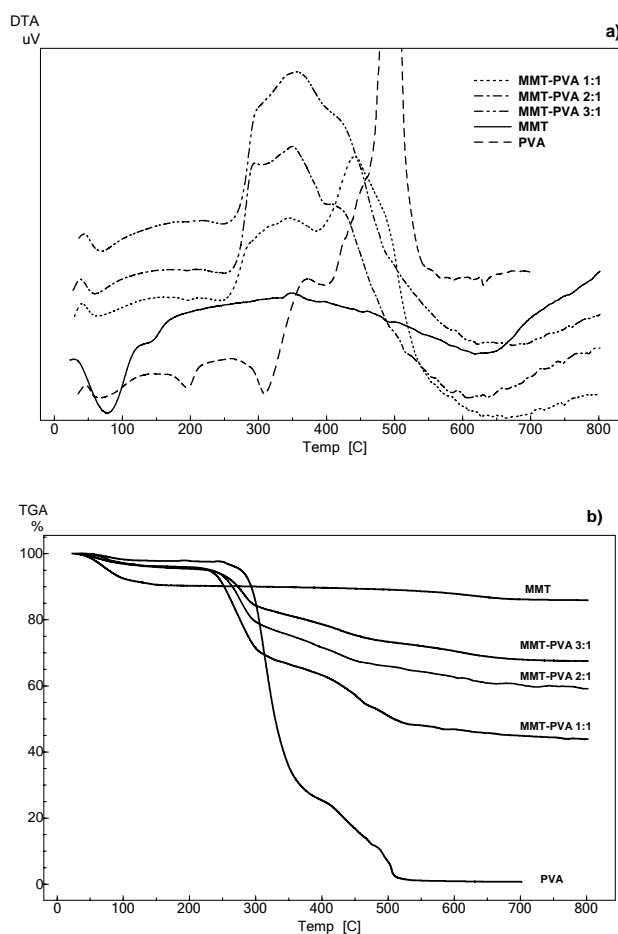 DTA
uV
a)
MMT-PVA 1:1
MMT-PVA 2:1
MMT-PVA 3:1
MMT
PVA
0 100 200 300 400 500 600 700 800
Temp [C]
TGA
%
b)
100
MMT
80
MMT-PVA 3:1
MMT-PVA 2:1
60
MMT-PVA 1:1
40
20
PVA
0
0 100 200 300 400 500 600 700 800
Temp [C]